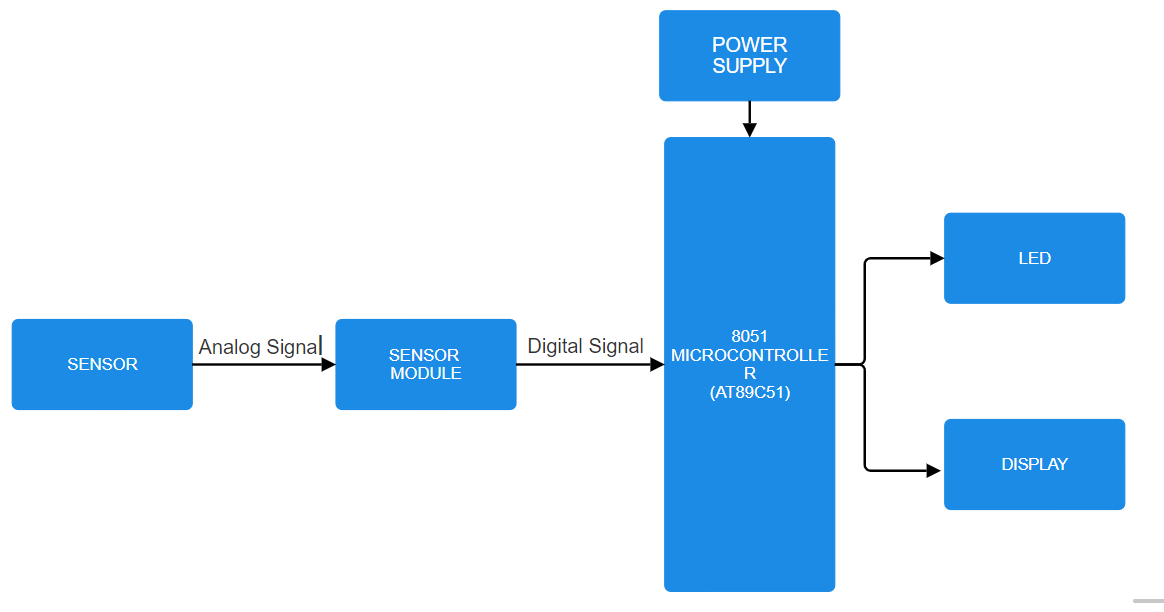 POWER
SUPPLY
LED
SENSOR
Analog Signal
SENSOR
MODULE
Digital Signal
8051
MICROCONTROLLE
R
(AT89C51)
DISPLAY